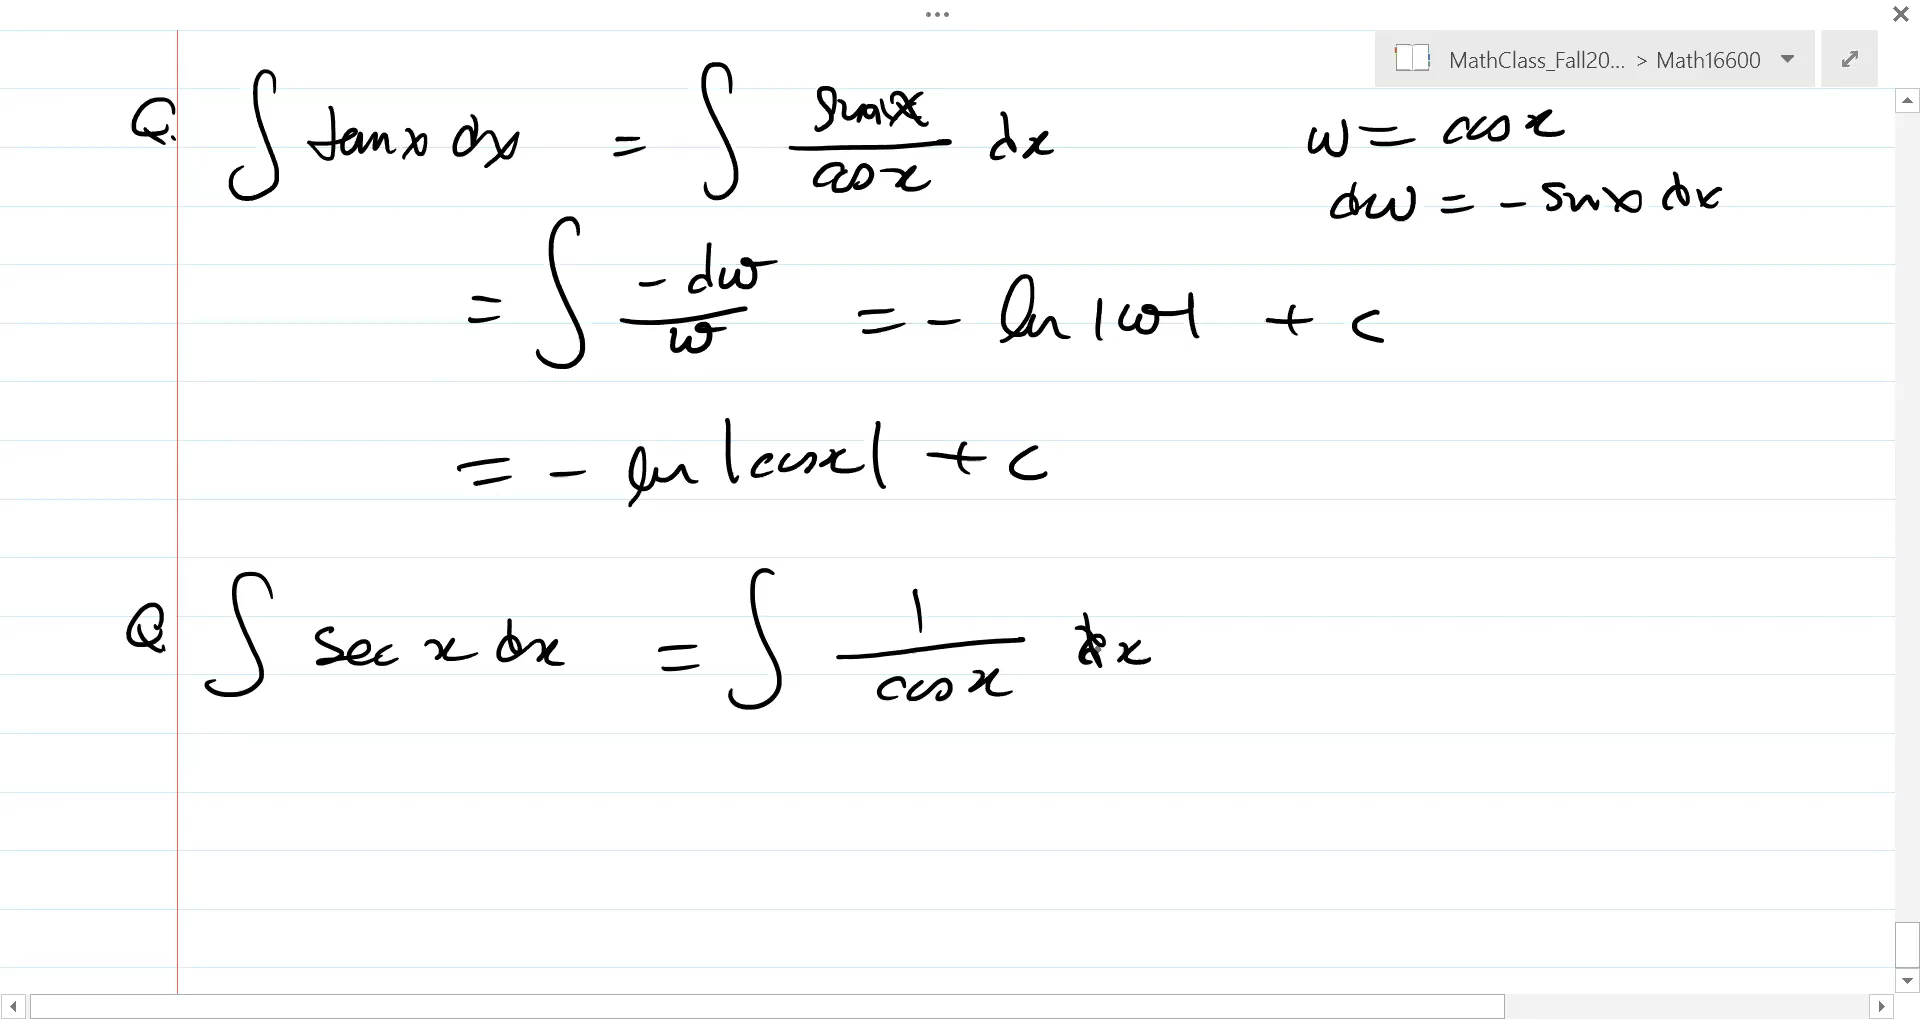 MathClass_Fall20... > Math16600
Q. ∫ tan x dx = ∫ sin x / cos x dx
w = cos x
dw = - sin x dx
= ∫ -dw / w = - ln |w| + c
= - ln |cos x| + c
Q ∫ sec x dx = ∫ 1 / cos x dx